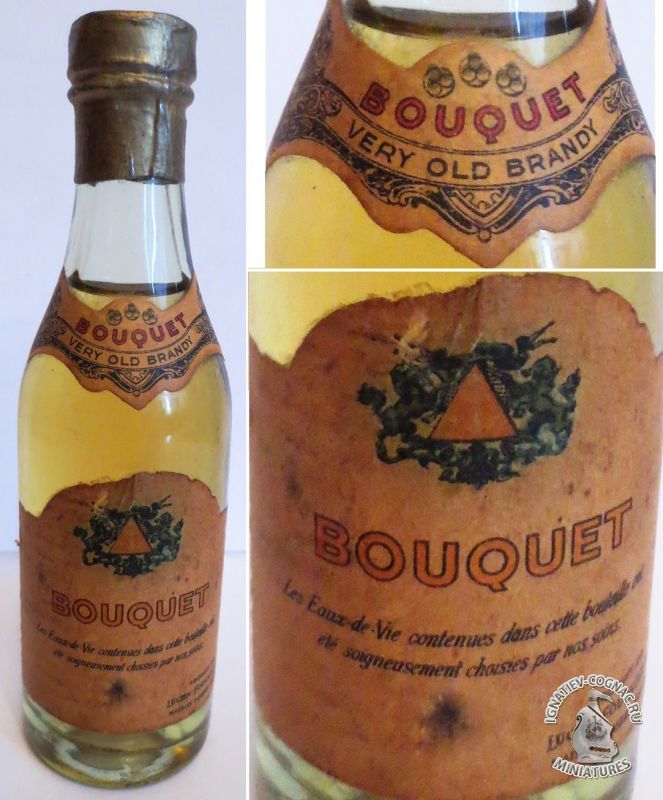 BOUQUET
VERY OLD BRANDY
BOUQUET
Les Eaux-de-Vie contenues dans cette bouteille ont
été soigneusement choisies par nos soins.
LUCIEN
MAISON
BOUQUET
VERY OLD BRANDY
BOUQUET
Les Eaux-de-Vie contenues dans cette bouteille ont
été soigneusement choisies par nos soins.
IGNATIEV-COGNAC.RU
MINIATURES